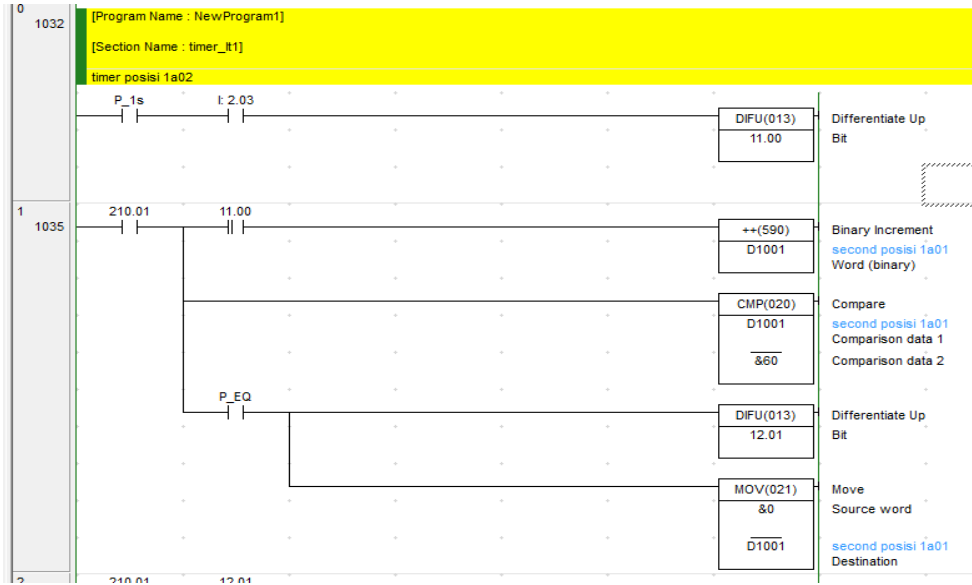 0
1032
[Program Name : NewProgram1]
[Section Name : timer_lt1]
timer posisi 1a02
P_1s I: 2.03
DIFU(013) Differentiate Up
11.00 Bit
1
1035
210.01 11.00
++(590) Binary Increment
D1001 second posisi 1a01
Word (binary)
CMP(020) Compare
D1001 second posisi 1a01
Comparison data 1
&60 Comparison data 2
P_EQ
DIFU(013) Differentiate Up
12.01 Bit
MOV(021) Move
&0 Source word
D1001 second posisi 1a01
Destination
2 210.01 12.01